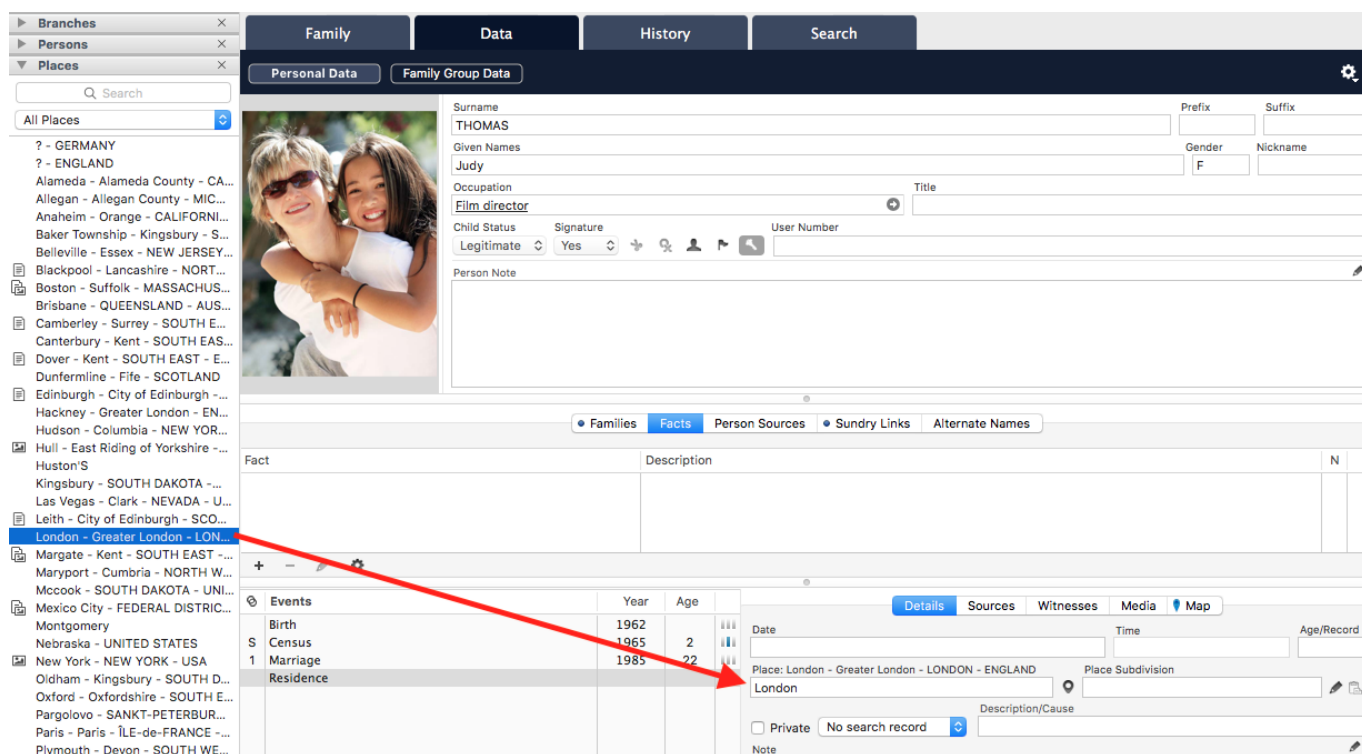 Branches ×
Persons ×
Places ×
Search
All Places
? - GERMANY
? - ENGLAND
Alameda - Alameda County - CA...
Allegan - Allegan County - MIC...
Anaheim - Orange - CALIFORNI...
Baker Township - Kingsbury - S...
Belleville - Essex - NEW JERSEY...
Blackpool - Lancashire - NORT...
Boston - Suffolk - MASSACHUS...
Brisbane - QUEENSLAND - AUS...
Camberley - Surrey - SOUTH E...
Canterbury - Kent - SOUTH EAS...
Dover - Kent - SOUTH EAST - E...
Dunfermline - Fife - SCOTLAND
Edinburgh - City of Edinburgh -...
Hackney - Greater London - EN...
Hudson - Columbia - NEW YOR...
Hull - East Riding of Yorkshire -...
Huston'S
Kingsbury - SOUTH DAKOTA -...
Las Vegas - Clark - NEVADA - U...
Leith - City of Edinburgh - SCO...
London - Greater London - LON...
Margate - Kent - SOUTH EAST -...
Maryport - Cumbria - NORTH W...
Mccook - SOUTH DAKOTA - UNI...
Mexico City - FEDERAL DISTRIC...
Montgomery
Nebraska - UNITED STATES
New York - NEW YORK - USA
Oldham - Kingsbury - SOUTH D...
Oxford - Oxfordshire - SOUTH E...
Pargolovo - SANKT-PETERBUR...
Paris - Paris - ÎLE-de-FRANCE -...
Plymouth - Devon - SOUTH WE...
Family Data History Search
Personal Data Family Group Data
Surname Prefix Suffix
THOMAS
Given Names Gender Nickname
Judy F
Occupation Title
Film director
Child Status Signature User Number
Legitimate Yes
Person Note
Families Facts Person Sources Sundry Links Alternate Names
Fact Description N
+ −
Events Year Age
Birth 1962
S Census 1965 2
1 Marriage 1985 22
Residence
Details Sources Witnesses Media Map
Date Time Age/Record
Place: London - Greater London - LONDON - ENGLAND Place Subdivision
London
Description/Cause
Private No search record
Note